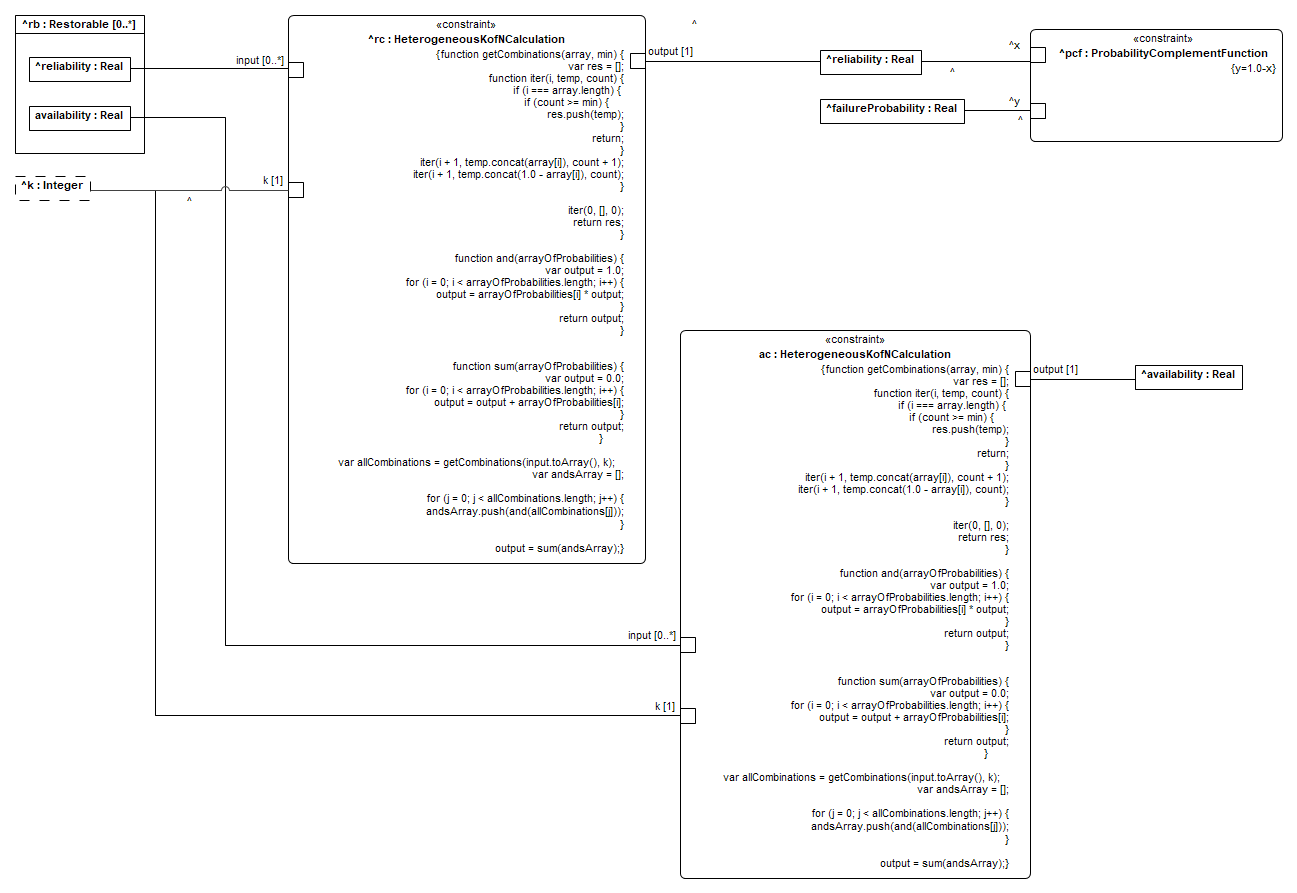 ^rb : Restorable [0..*]
^reliability : Real
availability : Real
^k : Integer
^
input [0..*]
k [1]
«constraint»
^rc : HeterogeneousKofNCalculation
{function getCombinations(array, min) {
var res = [];
function iter(i, temp, count) {
if (i === array.length) {
if (count >= min) {
res.push(temp);
}
return;
}
iter(i + 1, temp.concat(array[i]), count + 1);
iter(i + 1, temp.concat(1.0 - array[i]), count);
}
iter(0, [], 0);
return res;
}
function and(arrayOfProbabilities) {
var output = 1.0;
for (i = 0; i < arrayOfProbabilities.length; i++) {
output = arrayOfProbabilities[i] * output;
}
return output;
}
function sum(arrayOfProbabilities) {
var output = 0.0;
for (i = 0; i < arrayOfProbabilities.length; i++) {
output = output + arrayOfProbabilities[i];
}
return output;
}
var allCombinations = getCombinations(input.toArray(), k);
var andsArray = [];
for (j = 0; j < allCombinations.length; j++) {
andsArray.push(and(allCombinations[j]));
}
output = sum(andsArray);}
output [1]
^
^reliability : Real
^
^failureProbability : Real
^x
^y
^
«constraint»
^pcf : ProbabilityComplementFunction
{y=1.0-x}
input [0..*]
k [1]
«constraint»
ac : HeterogeneousKofNCalculation
{function getCombinations(array, min) {
var res = [];
function iter(i, temp, count) {
if (i === array.length) {
if (count >= min) {
res.push(temp);
}
return;
}
iter(i + 1, temp.concat(array[i]), count + 1);
iter(i + 1, temp.concat(1.0 - array[i]), count);
}
iter(0, [], 0);
return res;
}
function and(arrayOfProbabilities) {
var output = 1.0;
for (i = 0; i < arrayOfProbabilities.length; i++) {
output = arrayOfProbabilities[i] * output;
}
return output;
}
function sum(arrayOfProbabilities) {
var output = 0.0;
for (i = 0; i < arrayOfProbabilities.length; i++) {
output = output + arrayOfProbabilities[i];
}
return output;
}
var allCombinations = getCombinations(input.toArray(), k);
var andsArray = [];
for (j = 0; j < allCombinations.length; j++) {
andsArray.push(and(allCombinations[j]));
}
output = sum(andsArray);}
output [1]
^availability : Real